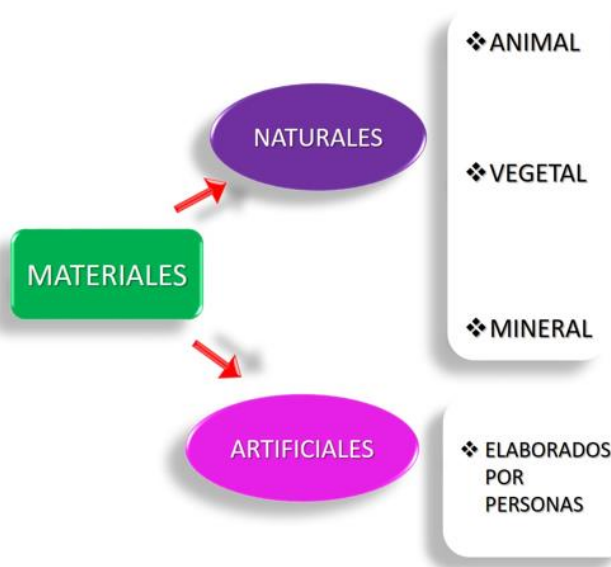 MATERIALES
NATURALES
❖ ANIMAL
❖ VEGETAL
❖ MINERAL
ARTIFICIALES
❖ ELABORADOS
POR
PERSONAS